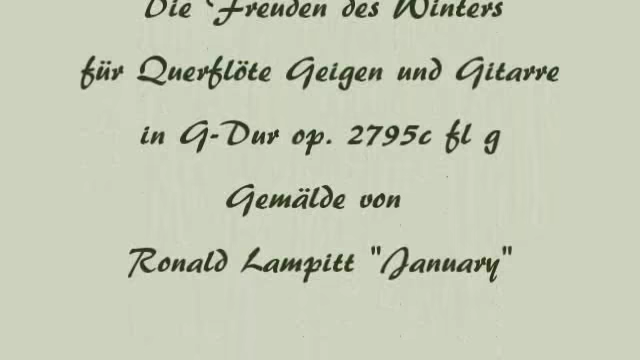 Die Freuden des Winters
für Querflöte Geigen und Gitarre
in G-Dur op. 2795c fl g
Gemälde von
Ronald Lampitt "January"